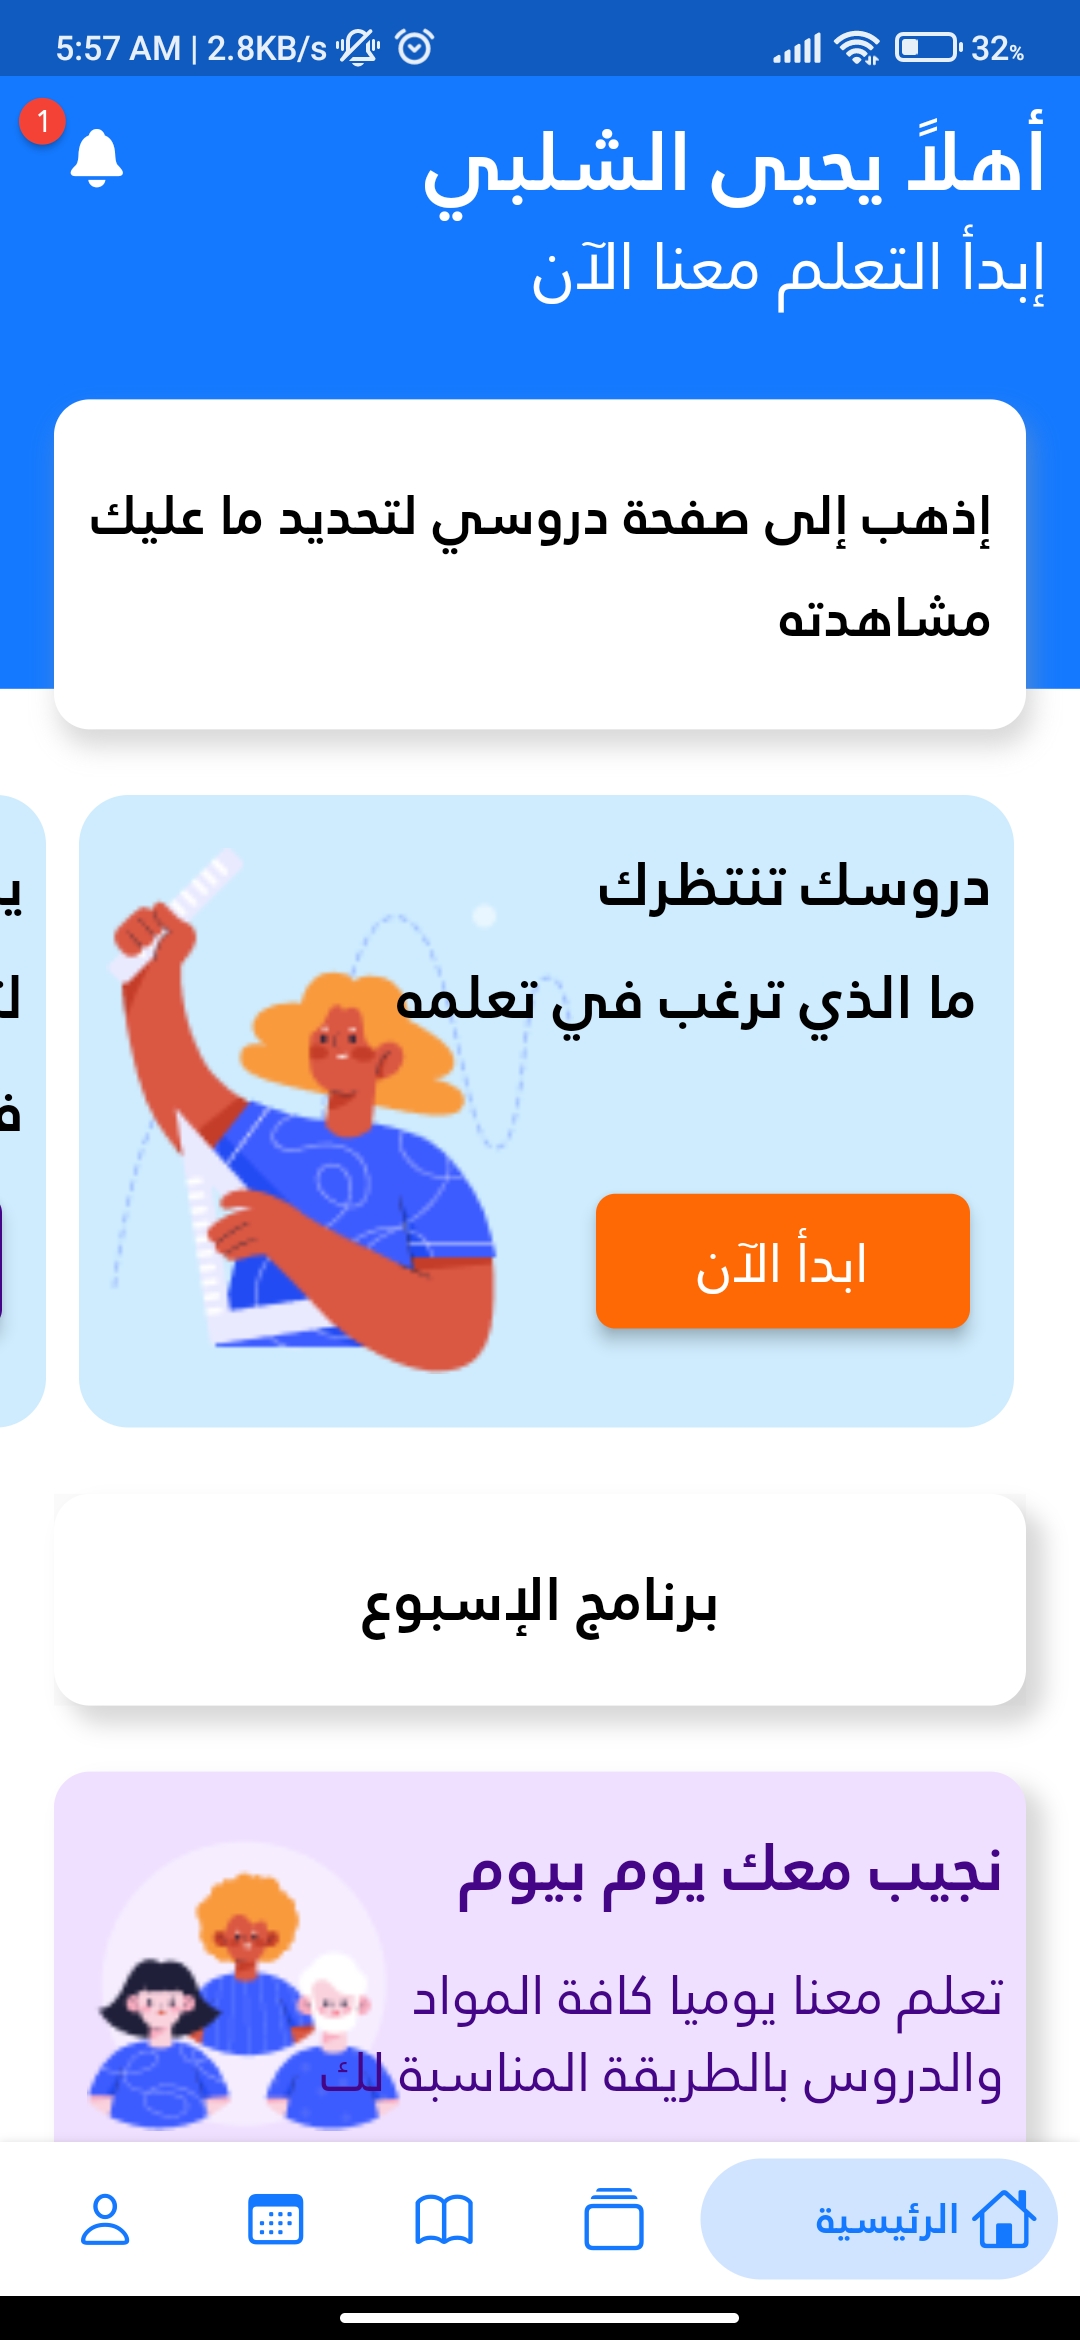 5:57 AM | 2.8KB/s
32%
1
أهلاً يحيى الشلبي
إبدأ التعلم معنا الآن
إذهب إلى صفحة دروسي لتحديد ما عليك
مشاهدته
دروسك تنتظرك
ما الذي ترغب في تعلمه
ابدأ الآن
برنامج الإسبوع
نجيب معك يوم بيوم
تعلم معنا يوميا كافة المواد
والدروس بالطريقة المناسبة لك
الرئيسية